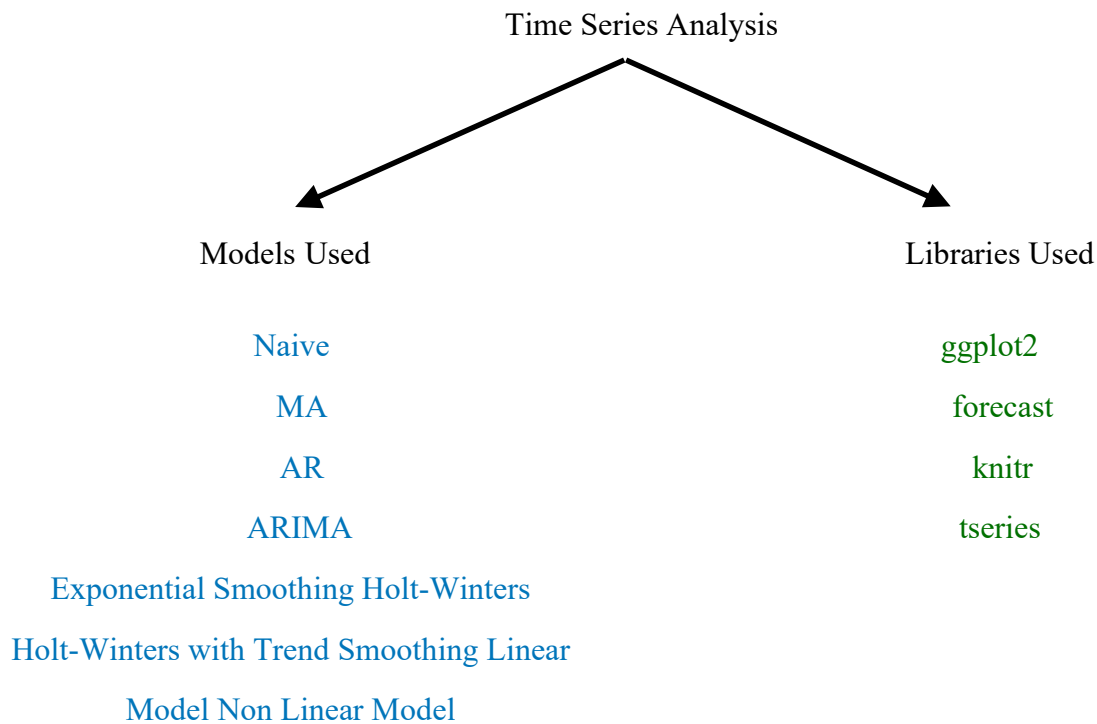 Time Series Analysis
Models Used
Naive
MA
AR
ARIMA
Exponential Smoothing Holt-Winters
Holt-Winters with Trend Smoothing Linear
Model Non Linear Model
Libraries Used
ggplot2
forecast
knitr
tseries